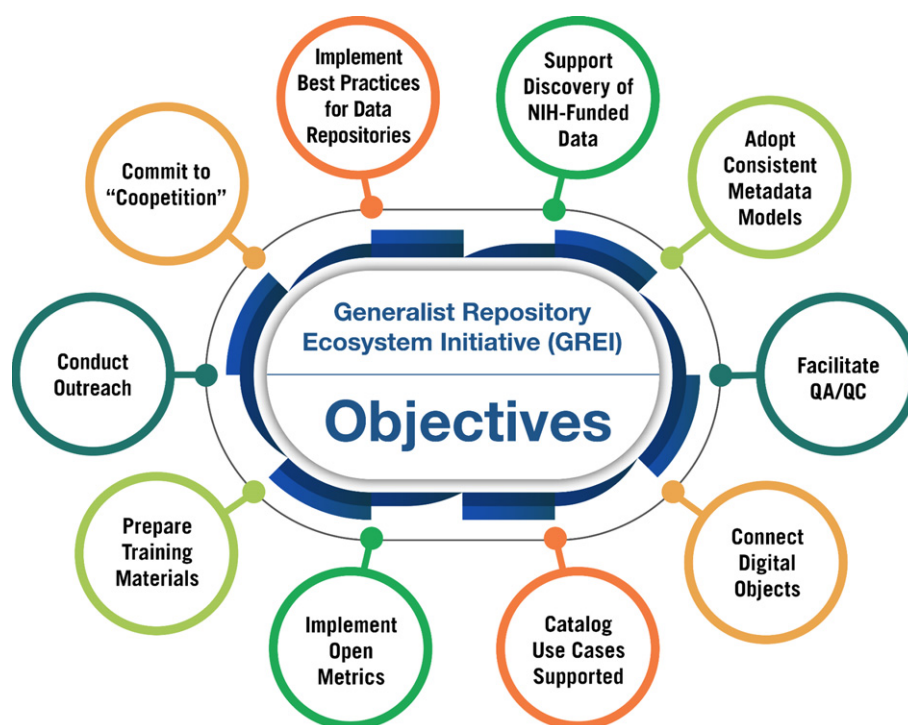 Implement
Best Practices
for Data
Repositories
Support
Discovery of
NIH-Funded
Data
Adopt
Consistent
Metadata
Models
Facilitate
QA/QC
Connect
Digital
Objects
Catalog
Use Cases
Supported
Implement
Open
Metrics
Prepare
Training
Materials
Conduct
Outreach
Commit to
“Coopetition”
Generalist Repository
Ecosystem Initiative (GREI)
Objectives